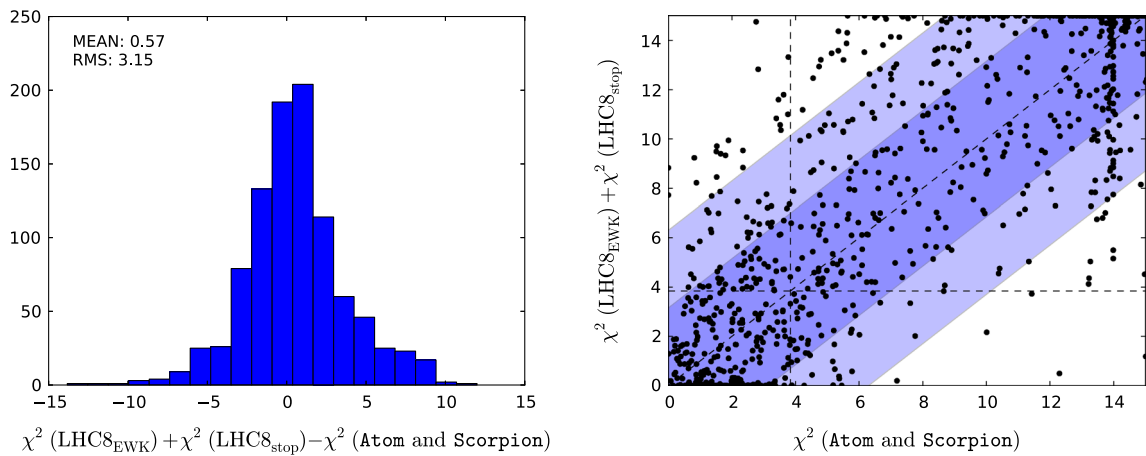 250
200
150
100
50
0
MEAN: 0.57
RMS: 3.15
−15 −10 −5 0 5 10 15
χ² (LHC8_EWK) + χ² (LHC8_stop) − χ² (Atom and Scorpion)
14
12
10
8
6
4
2
0
χ² (LHC8_EWK) + χ² (LHC8_stop)
0 2 4 6 8 10 12 14
χ² (Atom and Scorpion)